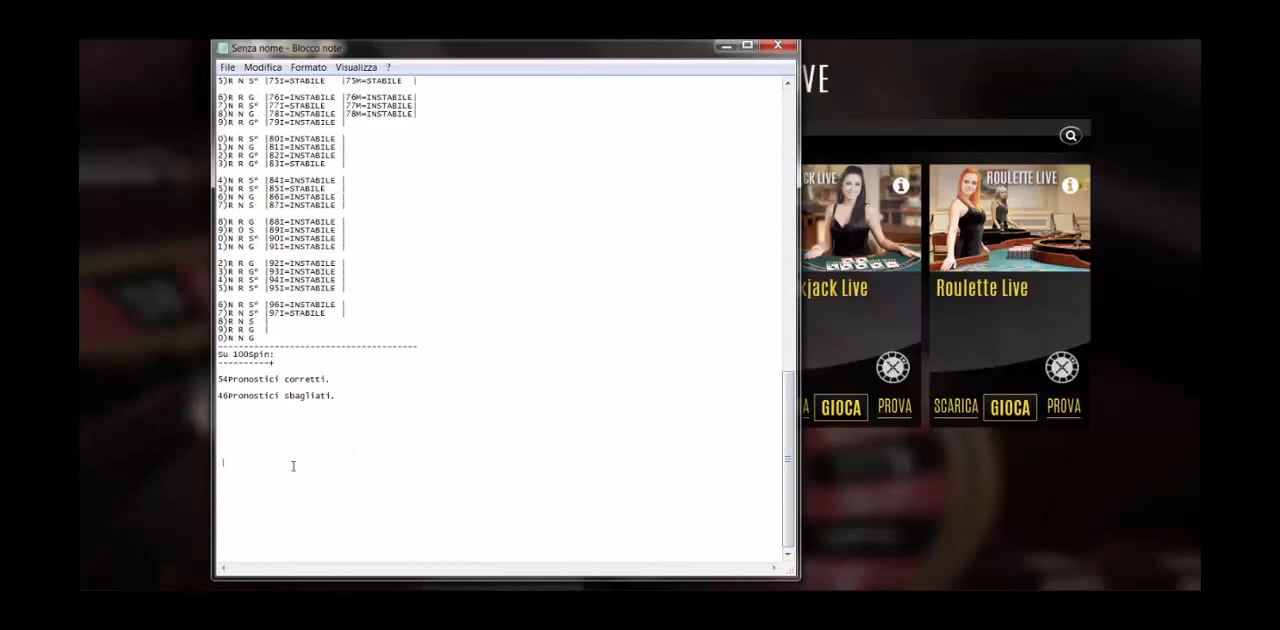 Senza nome - Blocco note
File Modifica Formato Visualizza ?
5)R N S* |75I=STABILE |75M=STABILE |
6)R R G |76I=INSTABILE |76M=INSTABILE|
7)N R S* |77I=STABILE |77M=INSTABILE|
8)N N G |78I=INSTABILE |78M=INSTABILE|
9)R R G* |79I=INSTABILE |
0)N R S* |80I=INSTABILE |
1)N N G |81I=INSTABILE |
2)R R G* |82I=INSTABILE |
3)R R G* |83I=STABILE |
4)N R S* |84I=INSTABILE |
5)N R S* |85I=STABILE |
6)N N G |86I=INSTABILE |
7)N R S |87I=INSTABILE |
8)R R G |88I=INSTABILE |
9)R O S |89I=INSTABILE |
0)N R S* |90I=INSTABILE |
1)N N G |91I=INSTABILE |
2)R R G |92I=INSTABILE |
3)R R G* |93I=INSTABILE |
4)N R S* |94I=INSTABILE |
5)N R S* |95I=INSTABILE |
6)N R S* |96I=INSTABILE |
7)N R S* |97I=STABILE |
8)R N S |
9)R R G |
0)N N G
-----------------------------------------
Su 100Spin:
----------+
54Pronostici corretti.
46Pronostici sbagliati.
VE
CK LIVE
ROULETTE LIVE
kjack Live
Roulette Live
A GIOCA PROVA
SCARICA GIOCA PROVA